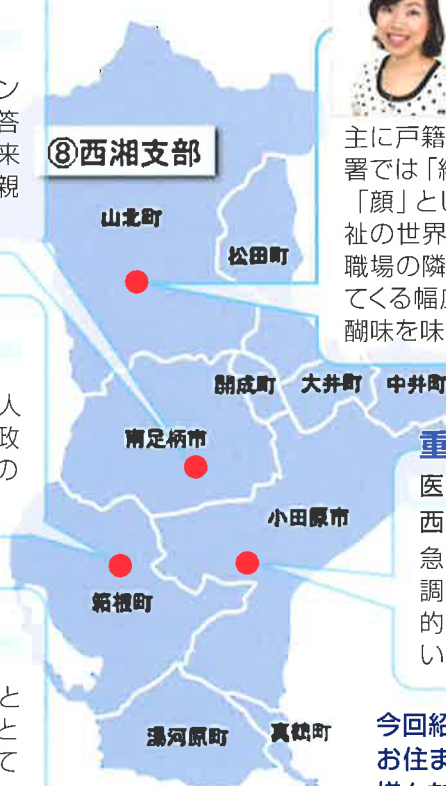 ン
答
来
親
⑧西湘支部
主に戸籍
署では「
「顔」とい
祉の世界
職場の隣
てくる幅広
醐味を味
山北町
松田町
開成町
大井町
中井町
人
政
の
南足柄市
小田原市
箱根町
重
医
西
急
調
的
い
と
と
て
湯河原町
真鶴町
今回紹
お住ま